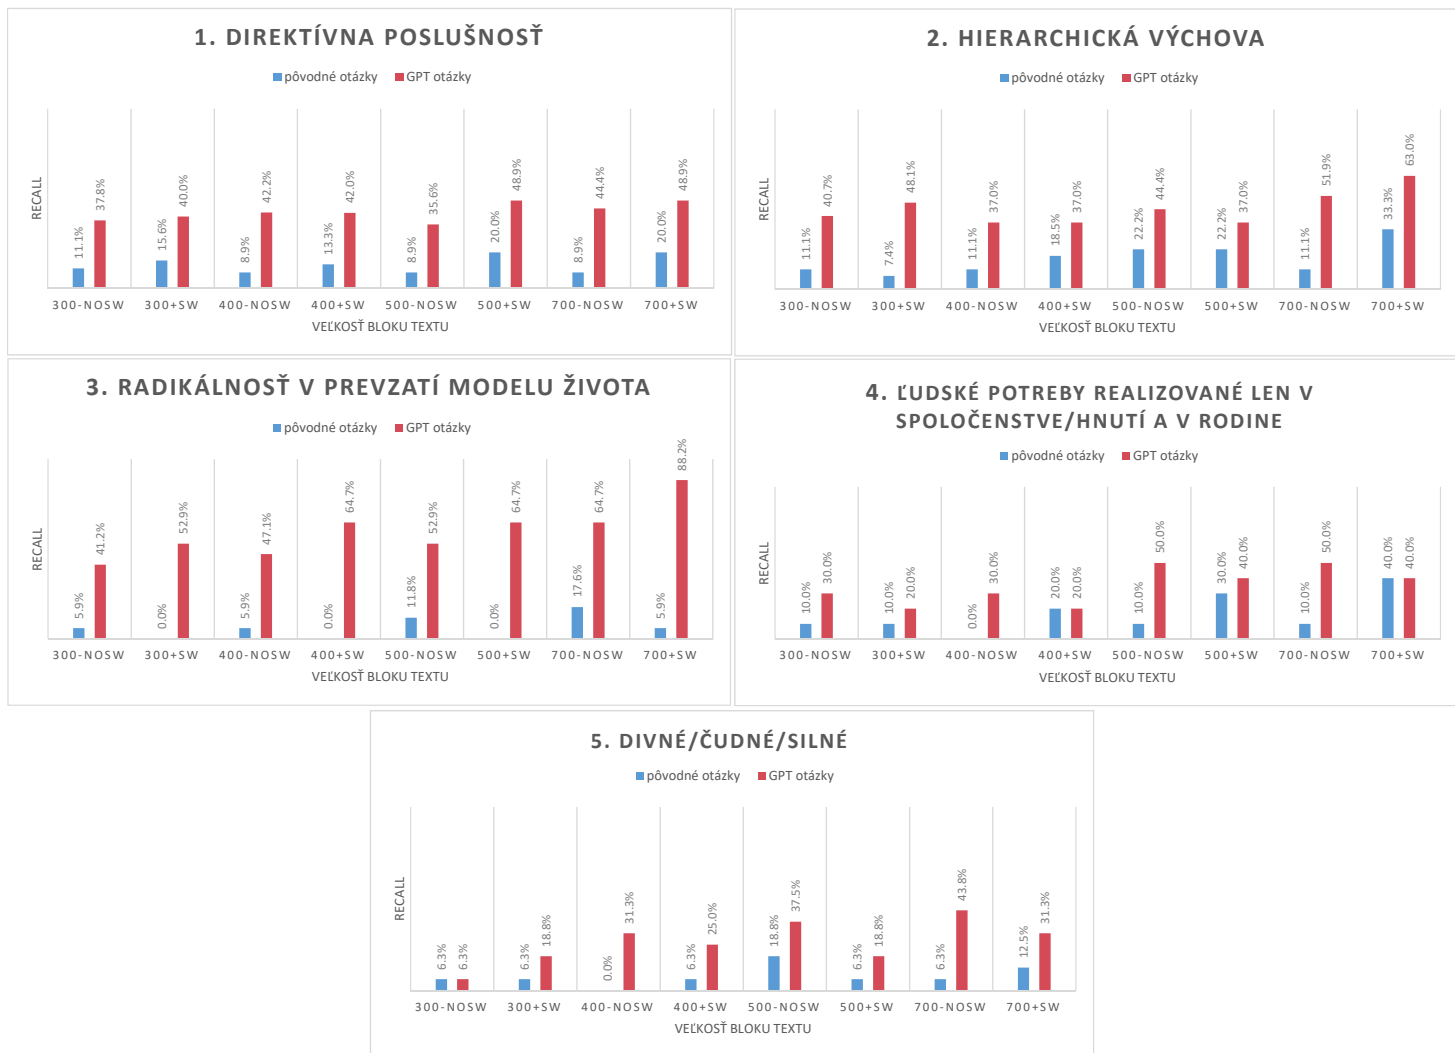 1. DIREKTÍVNA POSLUŠNOSŤ
pôvodné otázky GPT otázky
RECALL
11.1% 37.8% 15.6% 40.0% 8.9% 42.2% 13.3% 42.0% 8.9% 35.6% 20.0% 48.9% 8.9% 44.4% 20.0% 48.9%
300-NOSW 300+SW 400-NOSW 400+SW 500-NOSW 500+SW 700-NOSW 700+SW
VEĽKOSŤ BLOKU TEXTU
2. HIERARCHICKÁ VÝCHOVA
pôvodné otázky GPT otázky
RECALL
11.1% 40.7% 7.4% 48.1% 11.1% 37.0% 18.5% 37.0% 22.2% 44.4% 22.2% 37.0% 11.1% 51.9% 33.3% 63.0%
300-NOSW 300+SW 400-NOSW 400+SW 500-NOSW 500+SW 700-NOSW 700+SW
VEĽKOSŤ BLOKU TEXTU
3. RADIKÁLNOSŤ V PREVZATÍ MODELU ŽIVOTA
pôvodné otázky GPT otázky
RECALL
5.9% 41.2% 0.0% 52.9% 5.9% 47.1% 0.0% 64.7% 11.8% 52.9% 0.0% 64.7% 17.6% 64.7% 5.9% 88.2%
300-NOSW 300+SW 400-NOSW 400+SW 500-NOSW 500+SW 700-NOSW 700+SW
VEĽKOSŤ BLOKU TEXTU
4. ĽUDSKÉ POTREBY REALIZOVANÉ LEN V
SPOLOČENSTVE/HNUTÍ A V RODINE
pôvodné otázky GPT otázky
RECALL
10.0% 30.0% 10.0% 20.0% 0.0% 30.0% 20.0% 20.0% 10.0% 50.0% 30.0% 40.0% 10.0% 50.0% 40.0% 40.0%
300-NOSW 300+SW 400-NOSW 400+SW 500-NOSW 500+SW 700-NOSW 700+SW
VEĽKOSŤ BLOKU TEXTU
5. DIVNÉ/ČUDNÉ/SILNÉ
pôvodné otázky GPT otázky
RECALL
6.3% 6.3% 6.3% 18.8% 0.0% 31.3% 6.3% 25.0% 18.8% 37.5% 6.3% 18.8% 6.3% 43.8% 12.5% 31.3%
300-NOSW 300+SW 400-NOSW 400+SW 500-NOSW 500+SW 700-NOSW 700+SW
VEĽKOSŤ BLOKU TEXTU